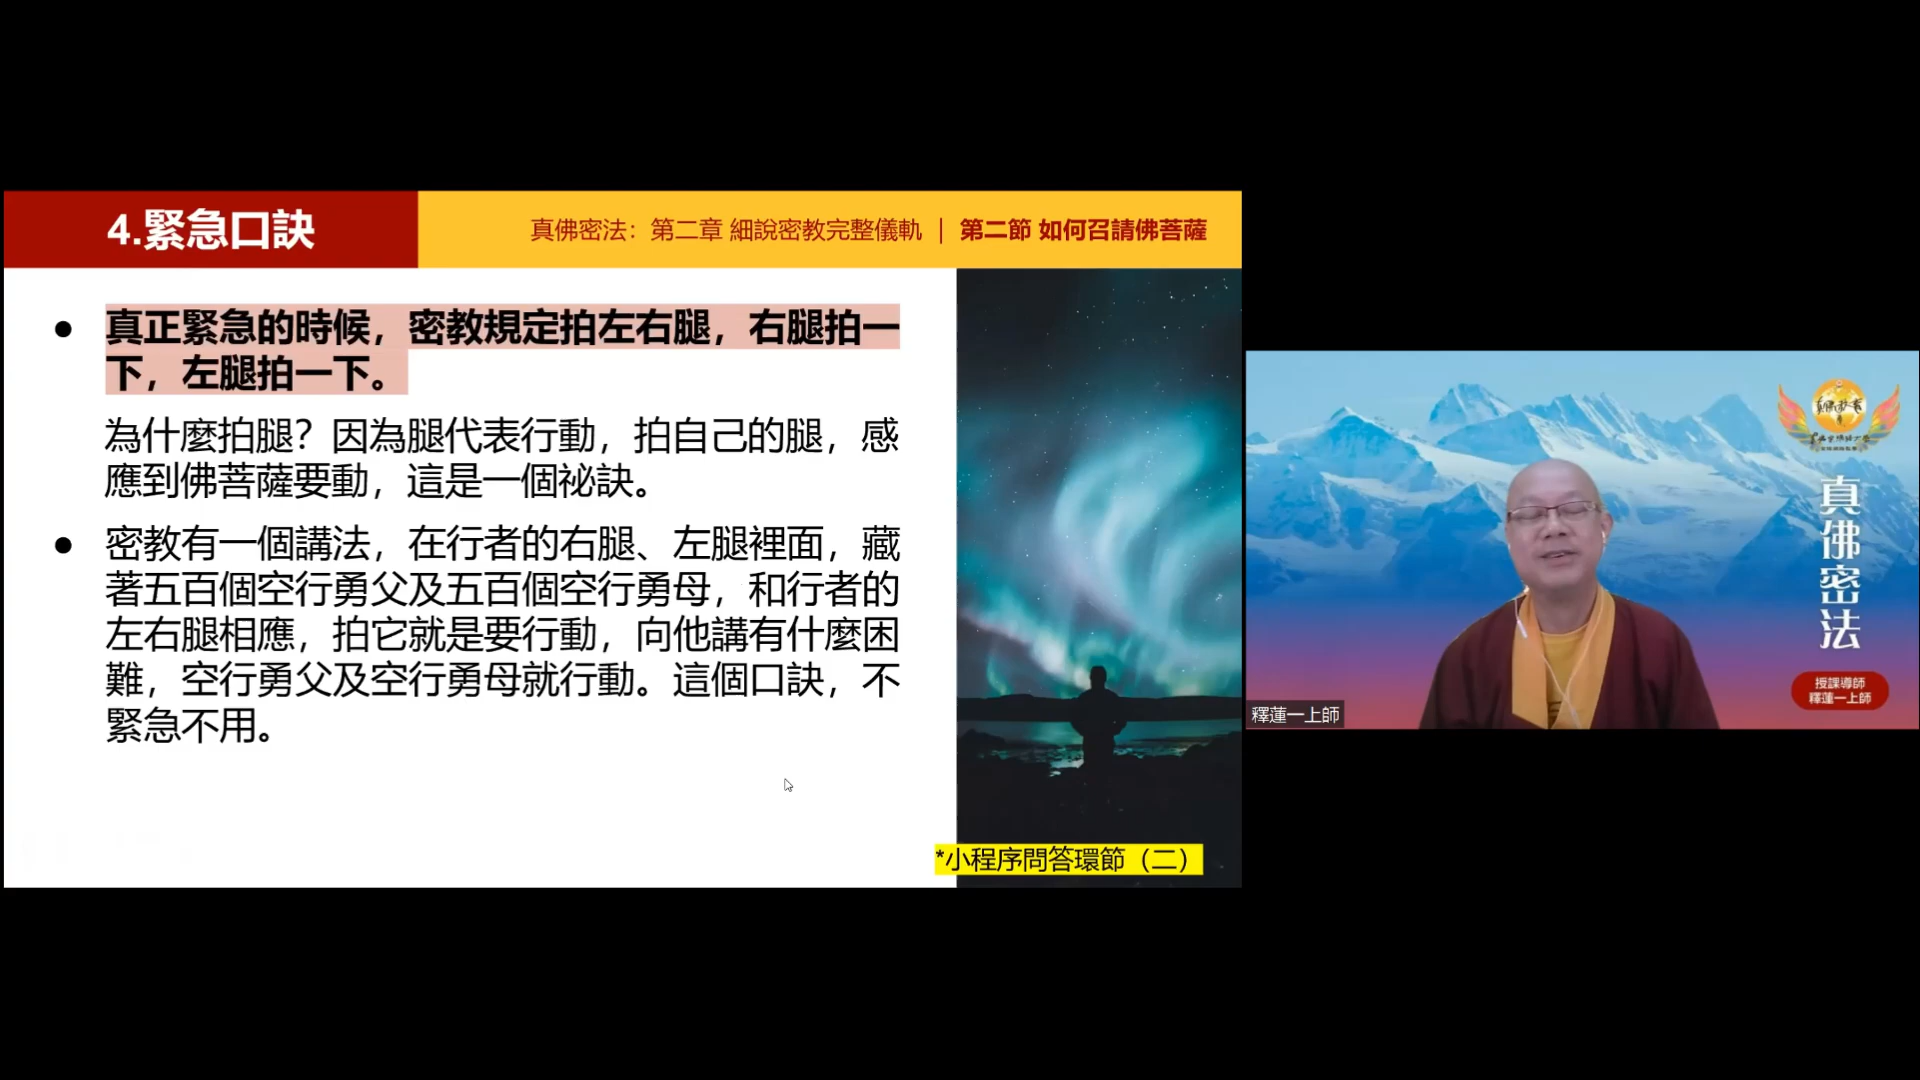 4.緊急口訣
真佛密法：第二章 細說密教完整儀軌 | 第二節 如何召請佛菩薩
● 真正緊急的時候，密教規定拍左右腿，右腿拍一
下，左腿拍一下。
為什麼拍腿？因為腿代表行動，拍自己的腿，感
應到佛菩薩要動，這是一個祕訣。
● 密教有一個講法，在行者的右腿、左腿裡面，藏
著五百個空行勇父及五百個空行勇母，和行者的
左右腿相應，拍它就是要行動，向他講有什麼困
難，空行勇父及空行勇母就行動。這個口訣，不
緊急不用。
*小程序問答環節（二）
真佛密法
授課導師
釋蓮一上師
釋蓮一上師